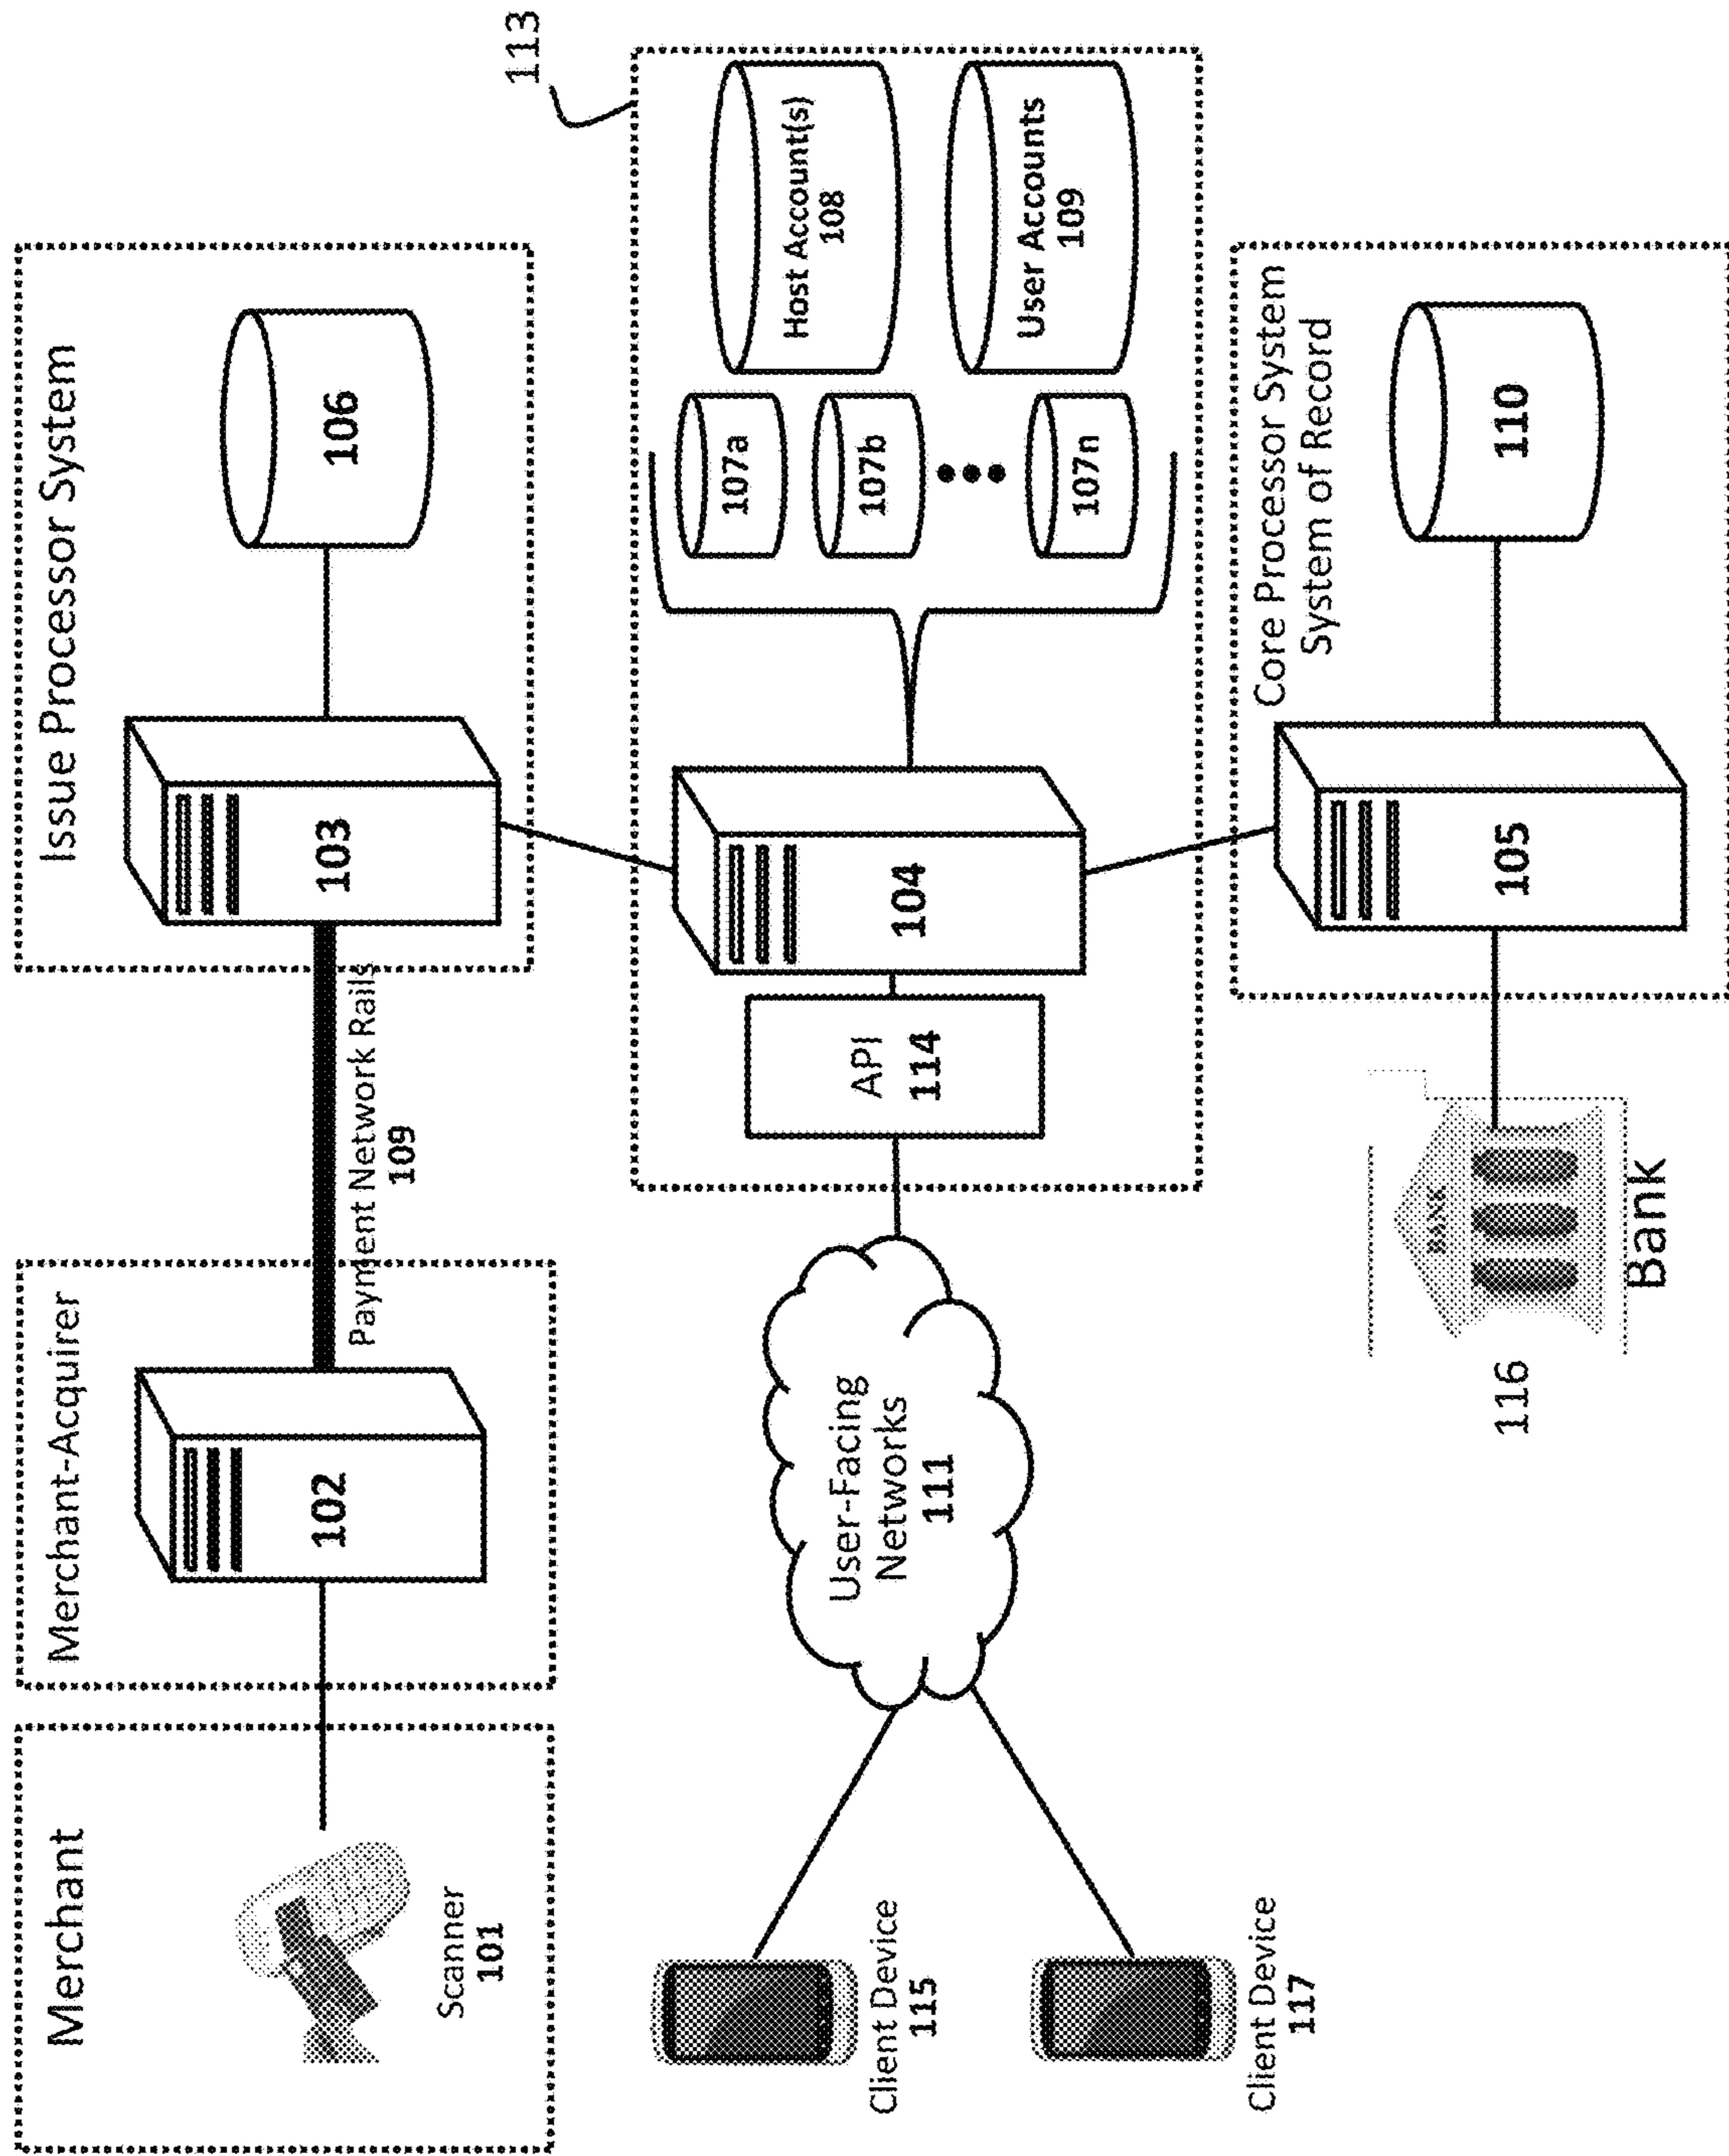 Merchant
Scanner
101
Merchant-Acquirer
102
Payment Network Rails
109
Issue Processor System
103
106
113
Client Device
115
Client Device
117
User-Facing
Networks
111
API
114
104
107a
107b
107n
Host Account(s)
108
User Accounts
109
116
BANK
Bank
Core Processor System
System of Record
105
110